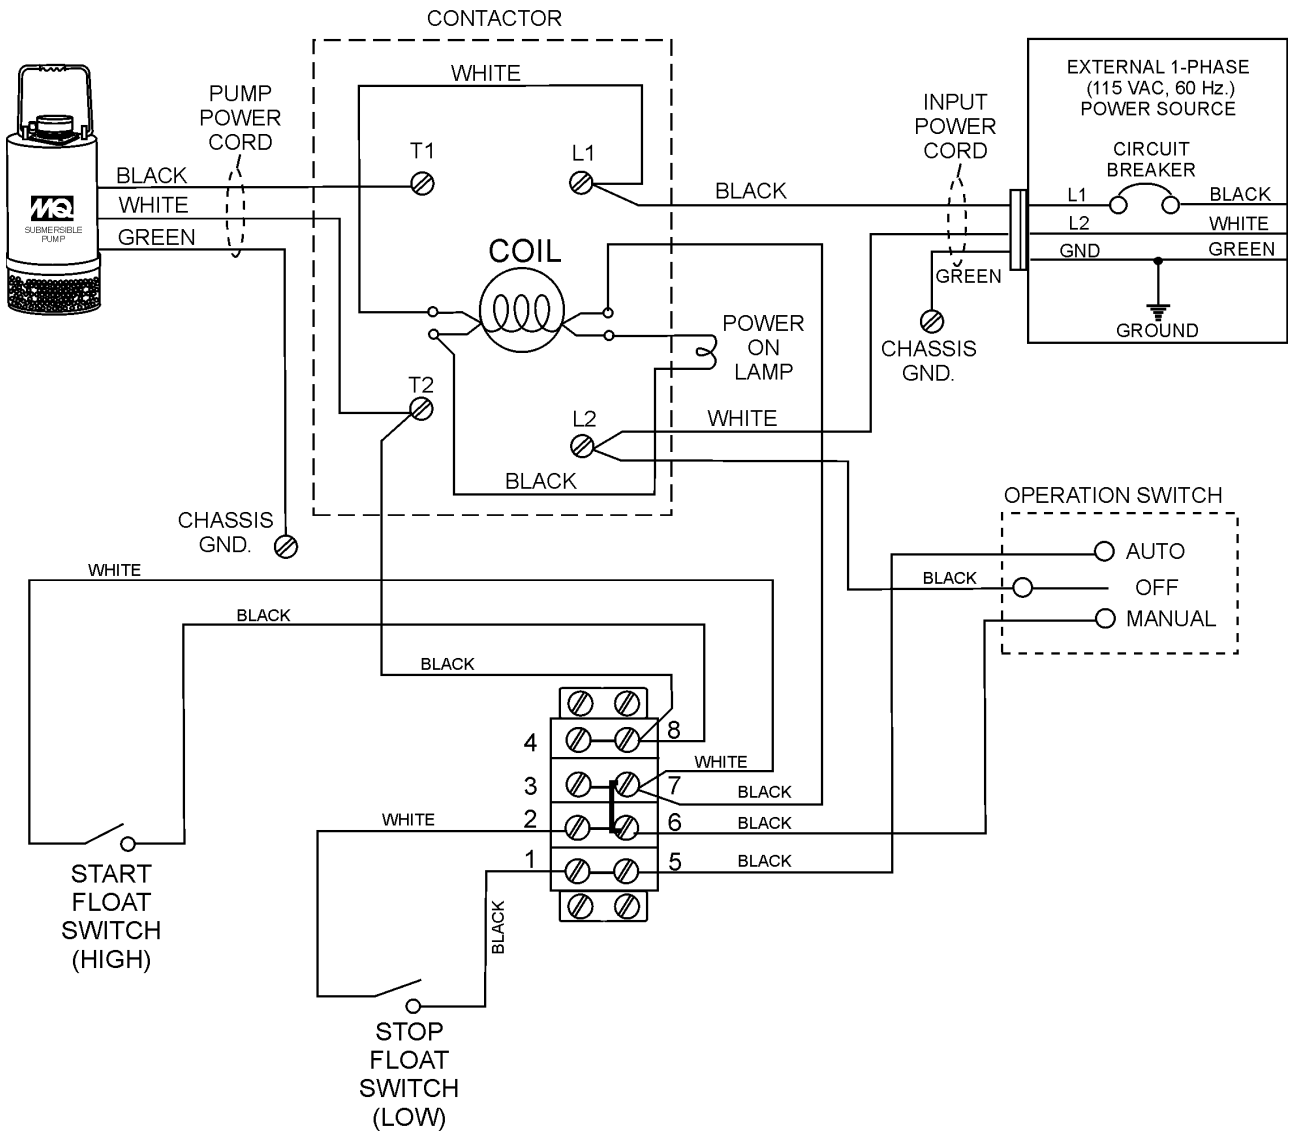 CONTACTOR
WHITE
EXTERNAL 1-PHASE
(115 VAC, 60 Hz.)
POWER SOURCE
PUMP
POWER
CORD
INPUT
POWER
CORD
CIRCUIT
BREAKER
T1
L1
BLACK
BLACK
L1
BLACK
WHITE
L2
WHITE
MQ
SUBMERSIBLE
PUMP
GREEN
GND
GREEN
COIL
GREEN
GROUND
POWER
ON
LAMP
CHASSIS
GND.
T2
L2
WHITE
BLACK
OPERATION SWITCH
CHASSIS
GND.
AUTO
WHITE
BLACK
OFF
BLACK
MANUAL
BLACK
4
8
WHITE
3
7
BLACK
WHITE
2
6
BLACK
1
5
BLACK
START
FLOAT
SWITCH
(HIGH)
BLACK
STOP
FLOAT
SWITCH
(LOW)